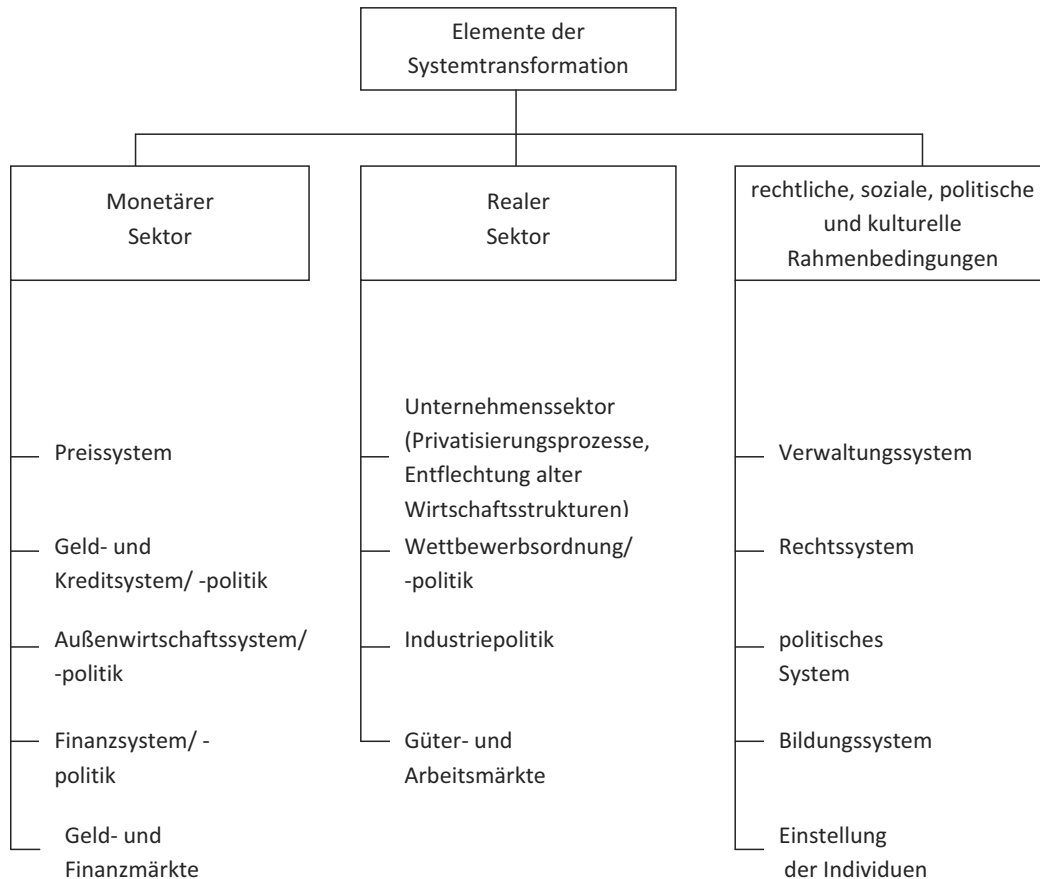 Elemente der
Systemtransformation
Monetärer
Sektor
Realer
Sektor
rechtliche, soziale, politische
und kulturelle
Rahmenbedingungen
Preissystem
Geld- und
Kreditsystem/ -politik
Außenwirtschaftssystem/
-politik
Finanzsystem/ -
politik
Geld- und
Finanzmärkte
Unternehmenssektor
(Privatisierungsprozesse,
Entflechtung alter
Wirtschaftsstrukturen)
Wettbewerbsordnung/
-politik
Industriepolitik
Güter- und
Arbeitsmärkte
Verwaltungssystem
Rechtssystem
politisches
System
Bildungssystem
Einstellung
der Individuen